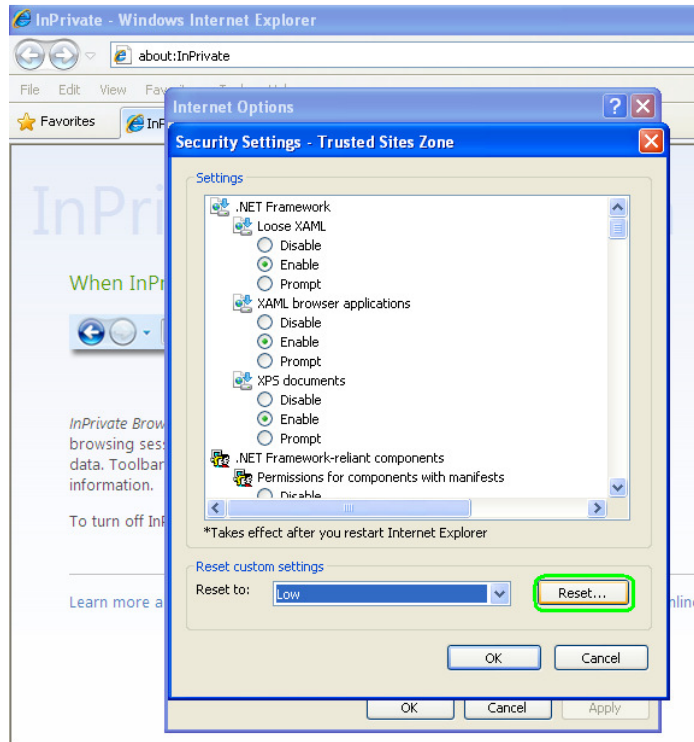 InPrivate - Windows Internet Explorer
about:InPrivate
File Edit View
Favorites
Internet Options
Security Settings - Trusted Sites Zone
Settings
.NET Framework
Loose XAML
Disable
Enable
Prompt
XAML browser applications
Disable
Enable
Prompt
XPS documents
Disable
Enable
Prompt
.NET Framework-reliant components
Permissions for components with manifests
Disable
*Takes effect after you restart Internet Explorer
Reset custom settings
Reset to:
Low
Reset...
OK Cancel
OK Cancel Apply
InPri
When InPr
InPrivate Brow
browsing ses
data. Toolbar
information.
To turn off InP
Learn more a
nline